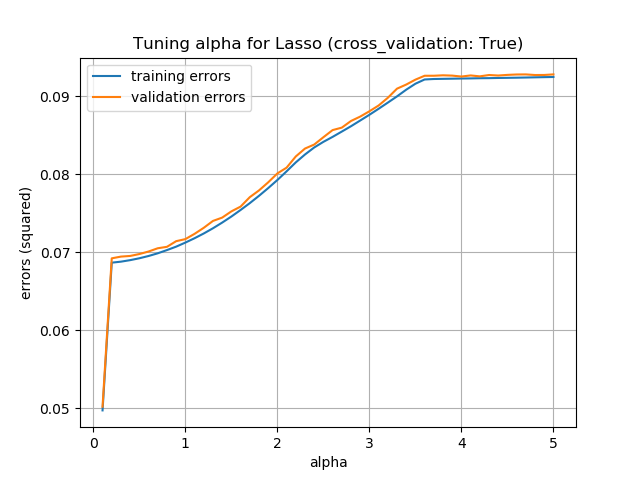 Tuning alpha for Lasso (cross_validation: True)
training errors
validation errors
errors (squared)
0.09
0.08
0.07
0.06
0.05
0 1 2 3 4 5
alpha